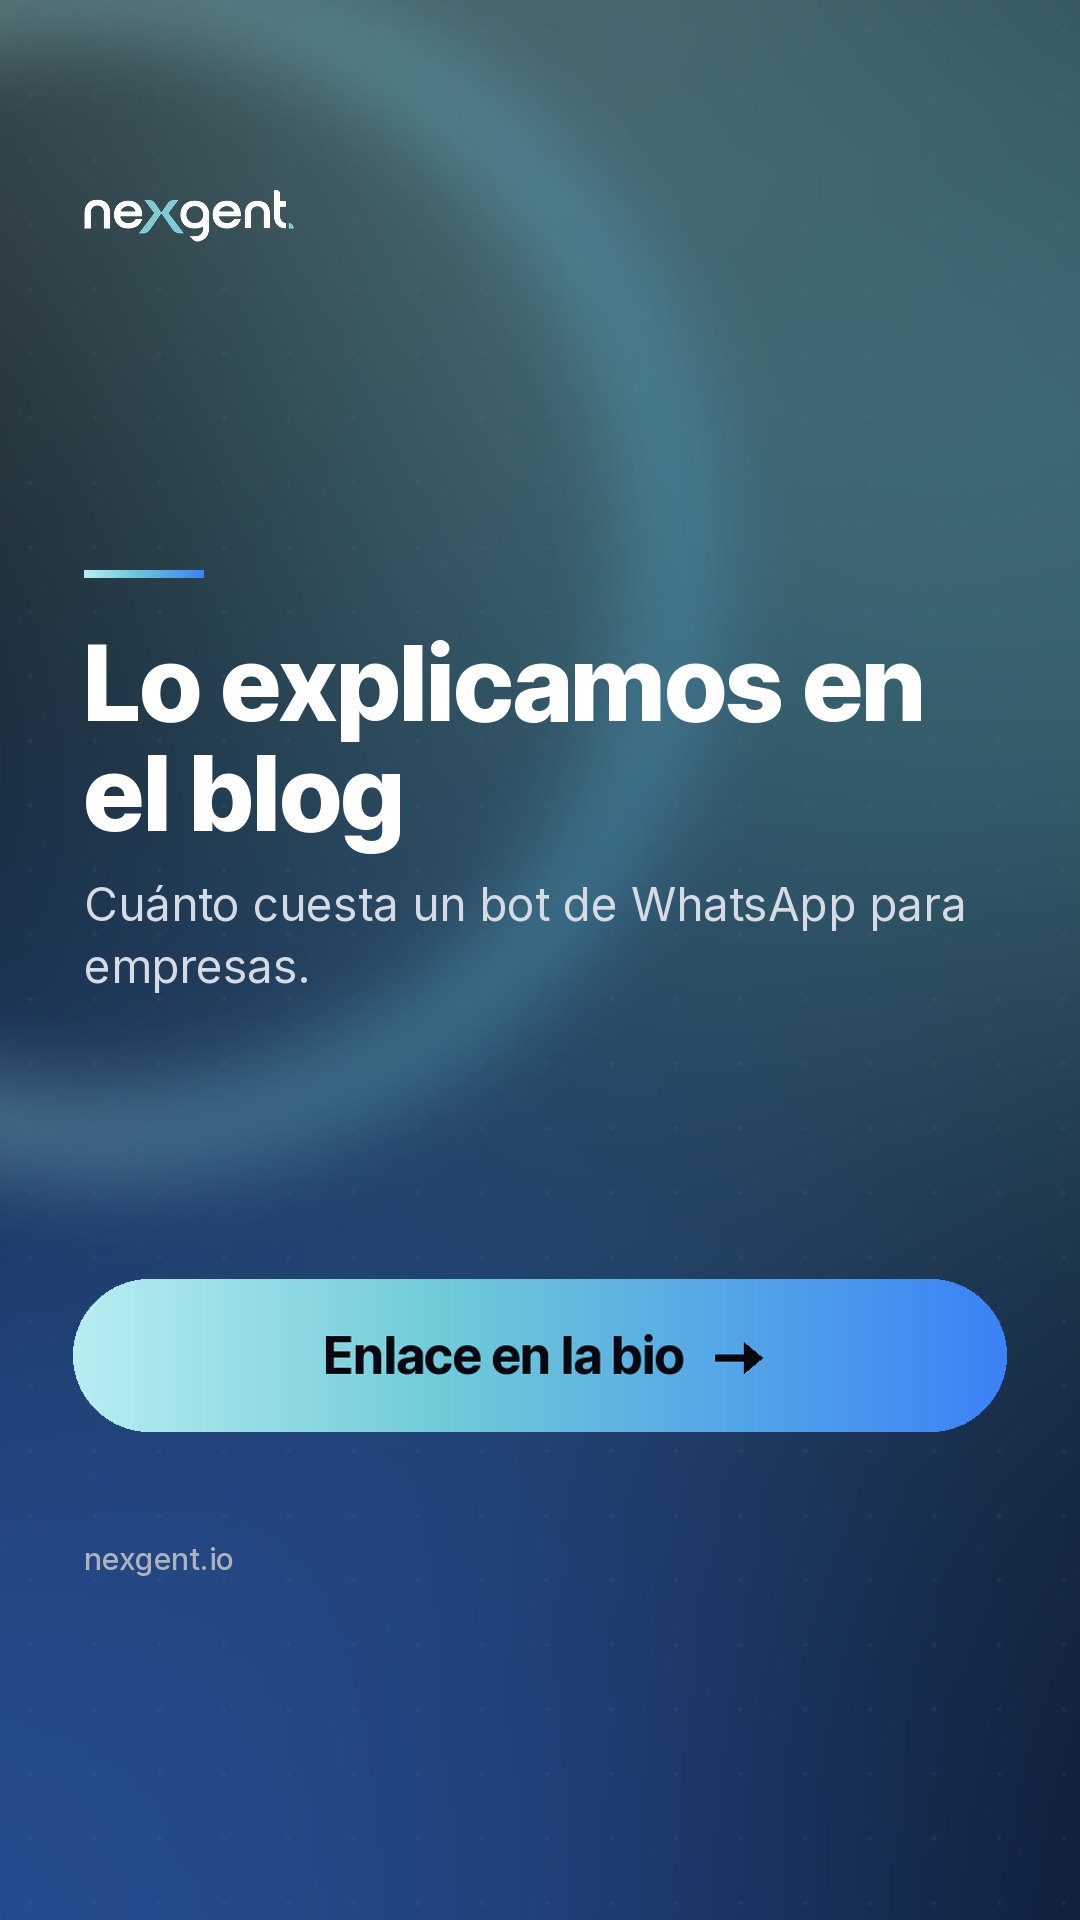 nexgent.
Lo explicamos en
el blog
Cuánto cuesta un bot de WhatsApp para
empresas.
Enlace en la bio →
nexgent.io